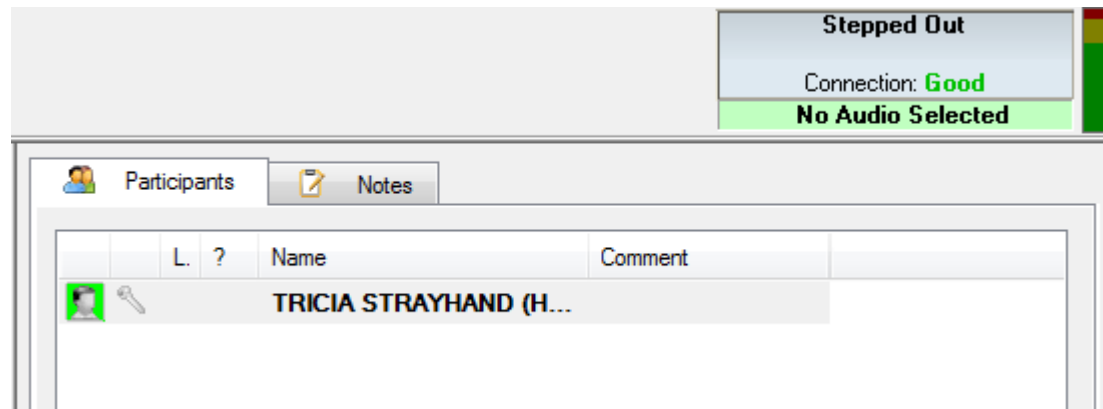 Stepped Out
Connection: Good
No Audio Selected
Participants Notes
L. ? Name Comment
TRICIA STRAYHAND (H...